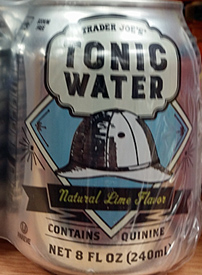 TRADER JOE'S
TONIC
WATER
Natural Lime Flavor
CONTAINS QUININE
NET 8 FL OZ (240mL)